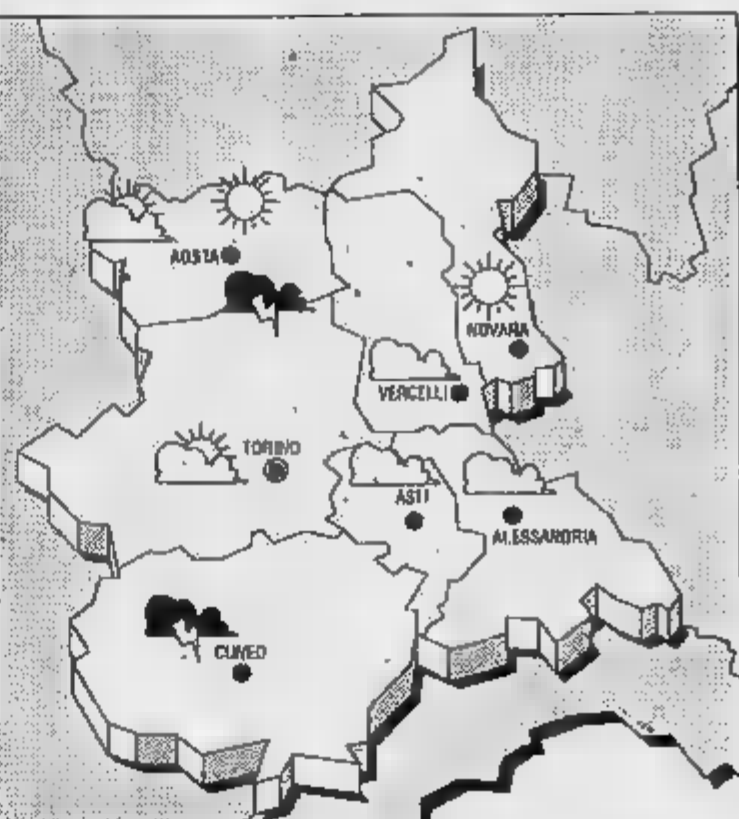 AOSTA
NOVARA
VERCELLI
TORINO
ASTI
ALESSANDRIA
CUNEO